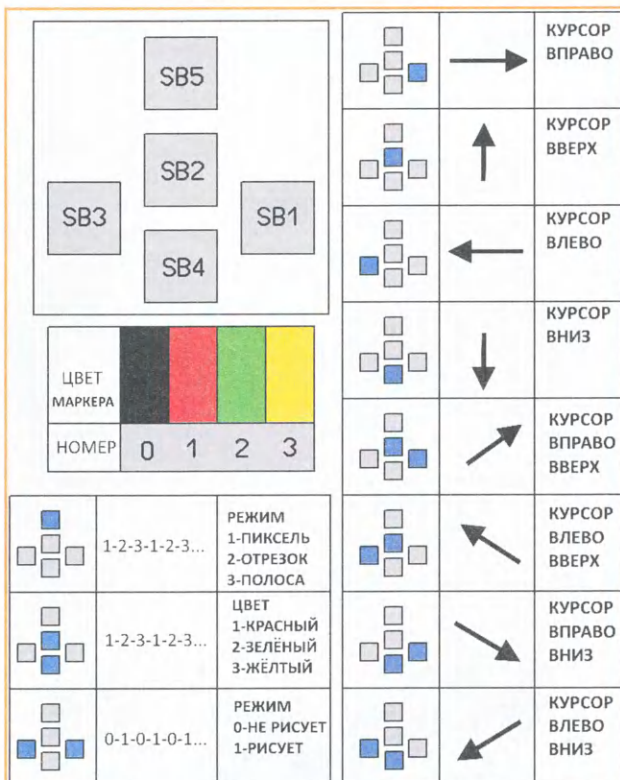 SB5
SB2
SB3
SB1
SB4
ЦВЕТ
МАРКЕРА
НОМЕР 0 1 2 3
1-2-3-1-2-3...
РЕЖИМ
1-ПИКСЕЛЬ
2-ОТРЕЗОК
3-ПОЛОСА
1-2-3-1-2-3...
ЦВЕТ
1-КРАСНЫЙ
2-ЗЕЛЁНЫЙ
3-ЖЁЛТЫЙ
0-1-0-1-0-1...
РЕЖИМ
0-НЕ РИСУЕТ
1-РИСУЕТ
КУРСОР
ВПРАВО
КУРСОР
ВВЕРХ
КУРСОР
ВЛЕВО
КУРСОР
ВНИЗ
КУРСОР
ВПРАВО
ВВЕРХ
КУРСОР
ВЛЕВО
ВВЕРХ
КУРСОР
ВПРАВО
ВНИЗ
КУРСОР
ВЛЕВО
ВНИЗ